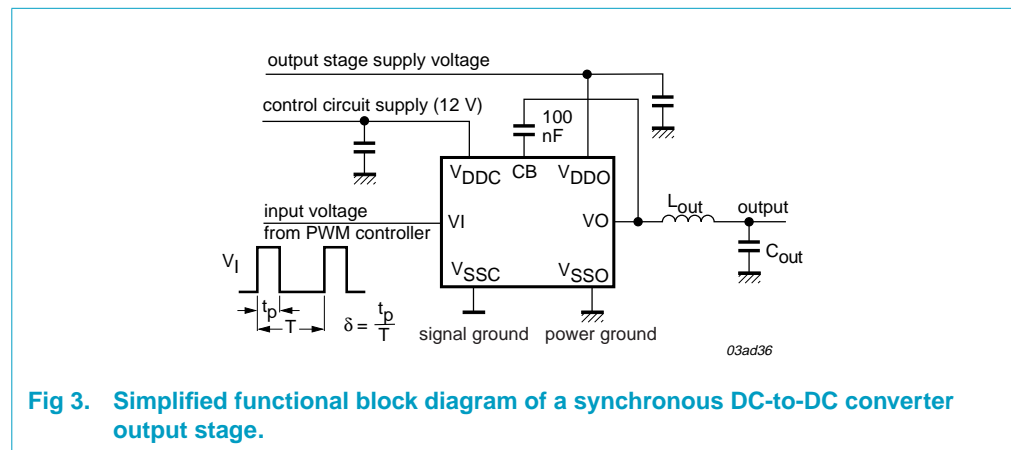 output stage supply voltage
control circuit supply (12 V)
100
nF
VDDC CB VDDO
input voltage
from PWM controller
VI
VO
Lout
output
Cout
VI
VSSC
VSSO
tp
T
δ = tp
T
signal ground
power ground
03ad36
Fig 3. Simplified functional block diagram of a synchronous DC-to-DC converter
output stage.